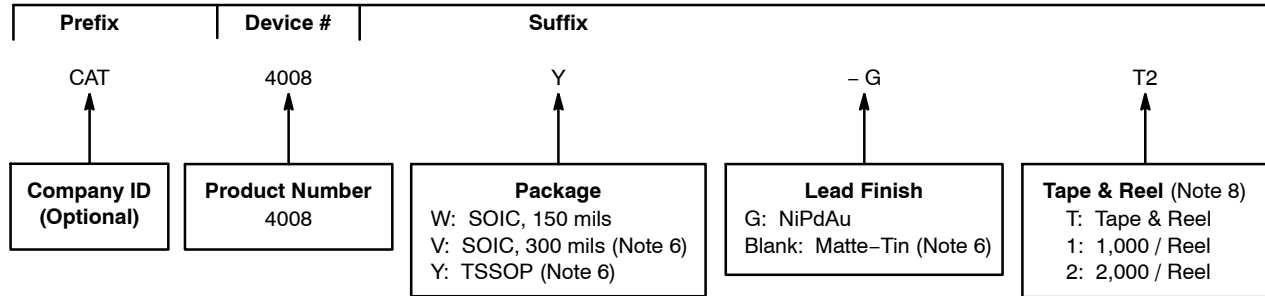 Prefix Device # Suffix
CAT 4008 Y – G T2
Company ID
(Optional)
Product Number
4008
Package
W: SOIC, 150 mils
V: SOIC, 300 mils (Note 6)
Y: TSSOP (Note 6)
Lead Finish
G: NiPdAu
Blank: Matte−Tin (Note 6)
Tape & Reel (Note 8)
T: Tape & Reel
1: 1,000 / Reel
2: 2,000 / Reel